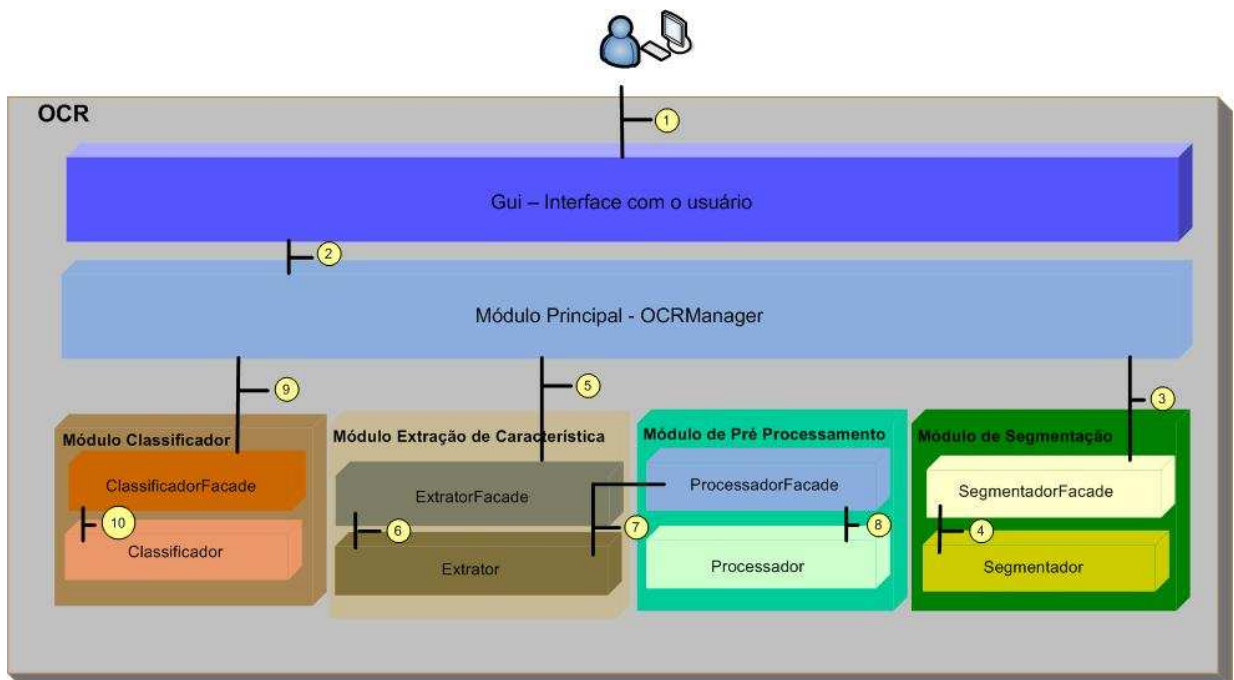 OCR
1
Gui – Interface com o usuário
2
Módulo Principal - OCRManager
9
5
3
Módulo Classificador
Módulo Extração de Característica
Módulo de Pré Processamento
Módulo de Segmentação
ClassificadorFacade
ExtratorFacade
ProcessadorFacade
SegmentadorFacade
10
6
7
8
4
Classificador
Extrator
Processador
Segmentador